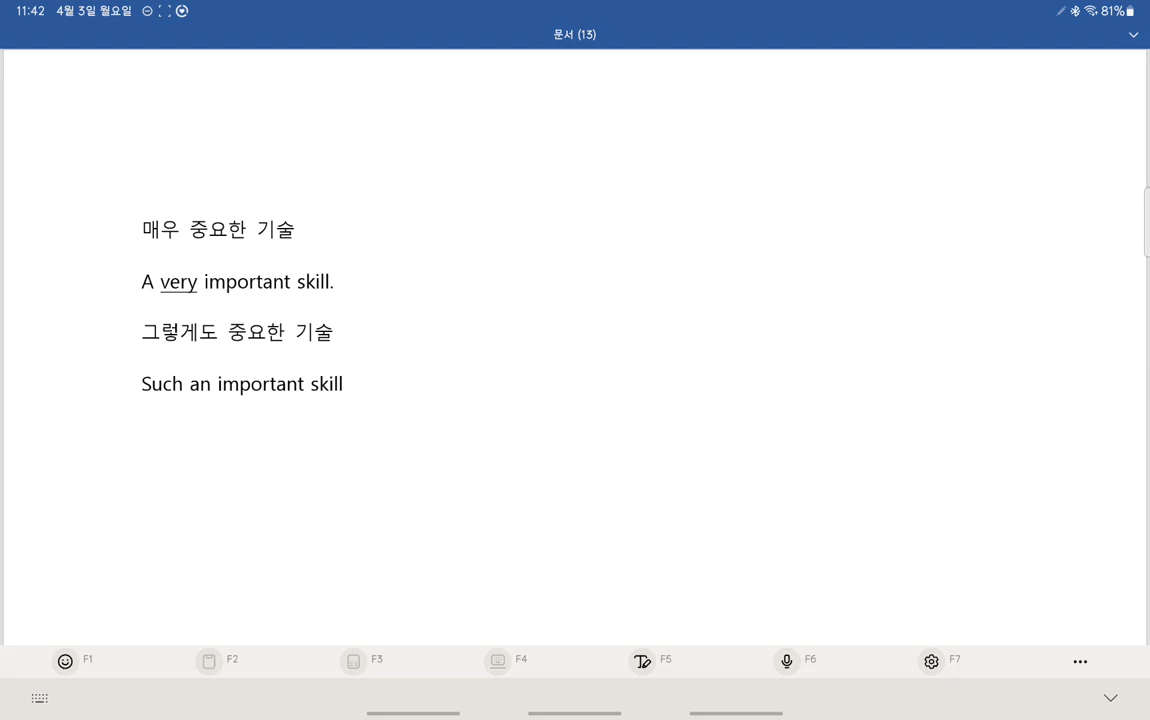 11:42 4월 3일 월요일 81%
문서 (13)
매우 중요한 기술
A very important skill.
그렇게도 중요한 기술
Such an important skill
F1 F2 F3 F4 F5 F6 F7